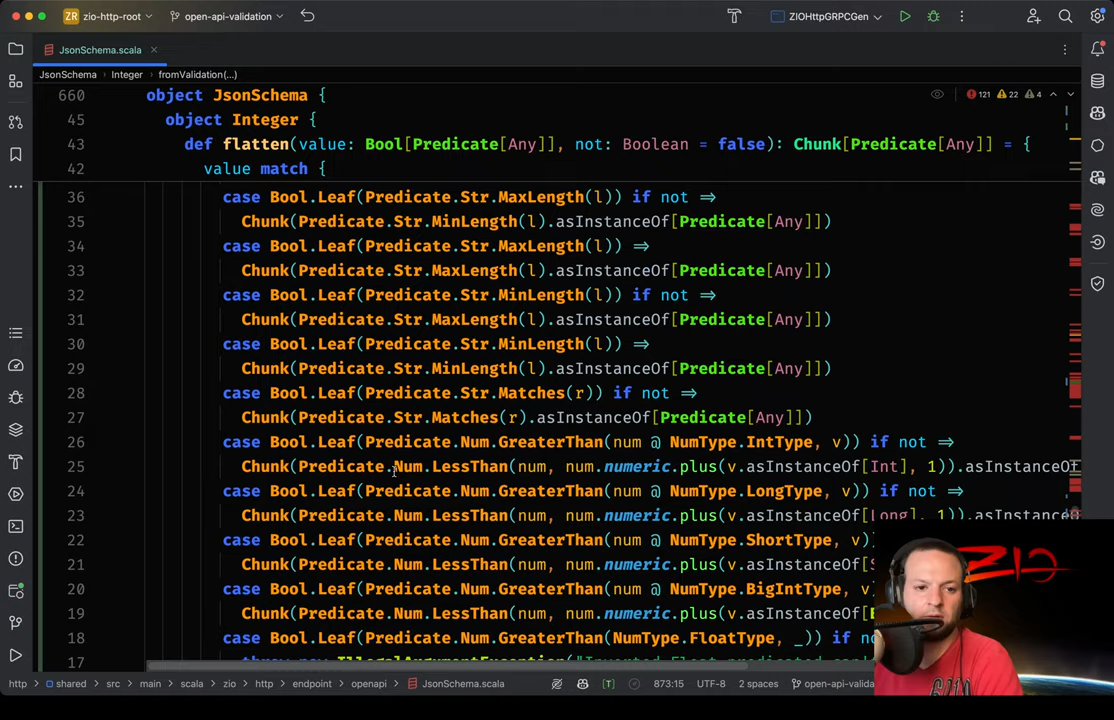 ZR zio-http-root open-api-validation ZIOHttpGRPCGen
JsonSchema.scala
JsonSchema Integer fromValidation(...)
660 object JsonSchema { 121 22 4
45 object Integer {
43 def flatten(value: Bool[Predicate[Any]], not: Boolean = false): Chunk[Predicate[Any]] = {
42 value match {
36 case Bool.Leaf(Predicate.Str.MaxLength(l)) if not ⇒
35 Chunk(Predicate.Str.MinLength(l).asInstanceOf[Predicate[Any]])
34 case Bool.Leaf(Predicate.Str.MaxLength(l)) ⇒
33 Chunk(Predicate.Str.MaxLength(l).asInstanceOf[Predicate[Any]])
32 case Bool.Leaf(Predicate.Str.MinLength(l)) if not ⇒
31 Chunk(Predicate.Str.MaxLength(l).asInstanceOf[Predicate[Any]])
30 case Bool.Leaf(Predicate.Str.MinLength(l)) ⇒
29 Chunk(Predicate.Str.MinLength(l).asInstanceOf[Predicate[Any]])
28 case Bool.Leaf(Predicate.Str.Matches(r)) if not ⇒
27 Chunk(Predicate.Str.Matches(r).asInstanceOf[Predicate[Any]])
26 case Bool.Leaf(Predicate.Num.GreaterThan(num @ NumType.IntType, v)) if not ⇒
25 Chunk(Predicate.Num.LessThan(num, num.numeric.plus(v.asInstanceOf[Int], 1)).asInstanceOf
24 case Bool.Leaf(Predicate.Num.GreaterThan(num @ NumType.LongType, v)) if not ⇒
23 Chunk(Predicate.Num.LessThan(num, num.numeric.plus(v.asInstanceOf[Long], 1)).asInstanceOf
22 case Bool.Leaf(Predicate.Num.GreaterThan(num @ NumType.ShortType, v))
21 Chunk(Predicate.Num.LessThan(num, num.numeric.plus(v.asInstanceOf[S
20 case Bool.Leaf(Predicate.Num.GreaterThan(num @ NumType.BigIntType, v)
19 Chunk(Predicate.Num.LessThan(num, num.numeric.plus(v.asInstanceOf[B
18 case Bool.Leaf(Predicate.Num.GreaterThan(NumType.FloatType, _)) if no
17
ZIO
http shared src main scala zio http endpoint openapi JsonSchema.scala 873:15 UTF-8 2 spaces open-api-valida